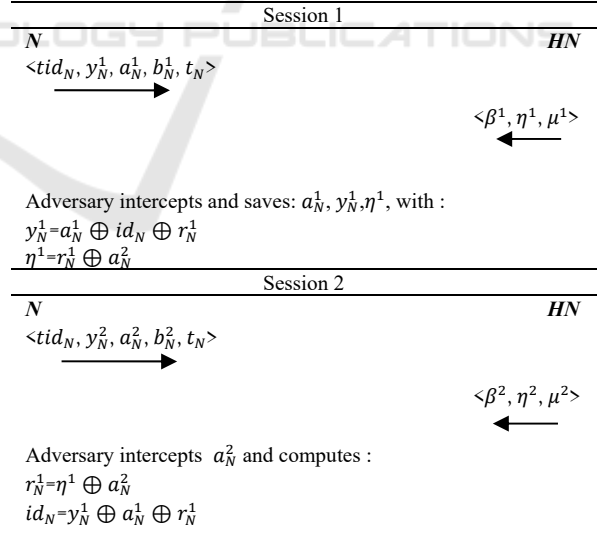 LOGY PUBLICATIONS
Session 1
N HN
<tid_N, y_N^1, a_N^1, b_N^1, t_N>
<β^1, η^1, μ^1>
Adversary intercepts and saves: a_N^1, y_N^1,η^1, with :
y_N^1=a_N^1 ⊕ id_N ⊕ r_N^1
η^1=r_N^1 ⊕ a_N^2
Session 2
N HN
<tid_N, y_N^2, a_N^2, b_N^2, t_N>
<β^2, η^2, μ^2>
Adversary intercepts a_N^2 and computes :
r_N^1=η^1 ⊕ a_N^2
id_N=y_N^1 ⊕ a_N^1 ⊕ r_N^1